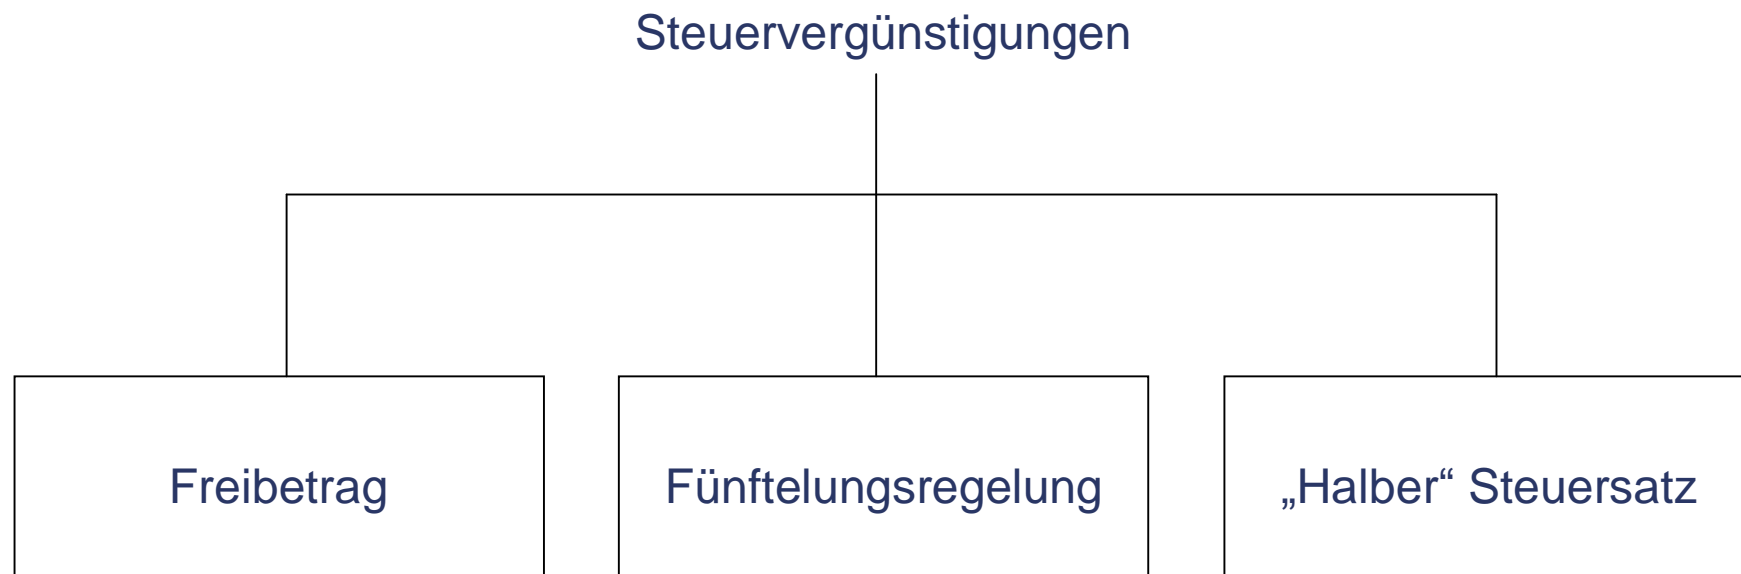 Steuervergünstigungen
Freibetrag
Fünftelungsregelung
„Halber“ Steuersatz